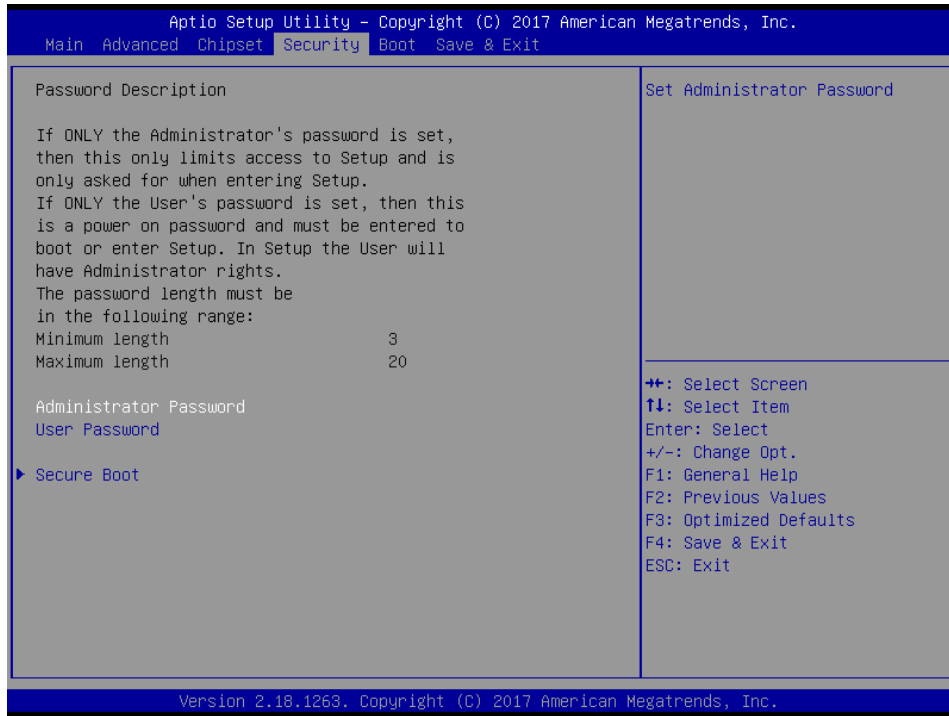 Aptio Setup Utility – Copyright (C) 2017 American Megatrends, Inc.
Main Advanced Chipset Security Boot Save & Exit
Password Description
If ONLY the Administrator's password is set,
then this only limits access to Setup and is
only asked for when entering Setup.
If ONLY the User's password is set, then this
is a power on password and must be entered to
boot or enter Setup. In Setup the User will
have Administrator rights.
The password length must be
in the following range:
Minimum length 3
Maximum length 20
Administrator Password
User Password
Secure Boot
Set Administrator Password
→←: Select Screen
↑↓: Select Item
Enter: Select
+/-: Change Opt.
F1: General Help
F2: Previous Values
F3: Optimized Defaults
F4: Save & Exit
ESC: Exit
Version 2.18.1263. Copyright (C) 2017 American Megatrends, Inc.